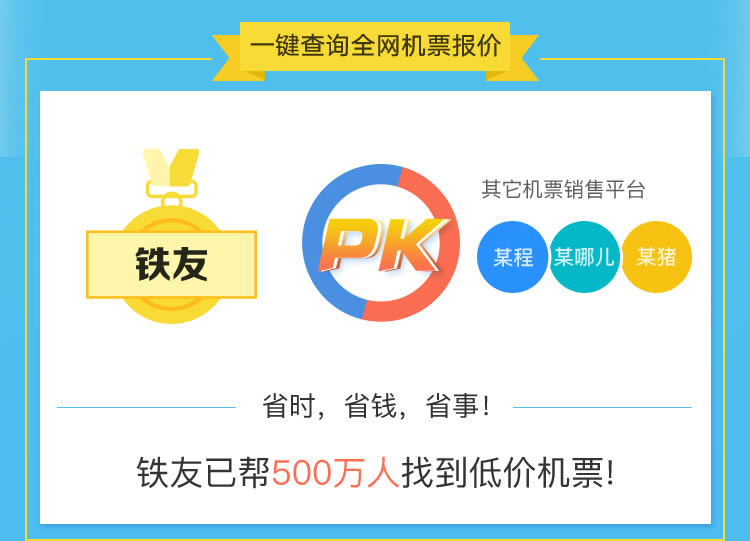 一键查询全网机票报价
铁友
PK
其它机票销售平台
某程 某哪儿 某猪
省时，省钱，省事！
铁友已帮500万人找到低价机票!